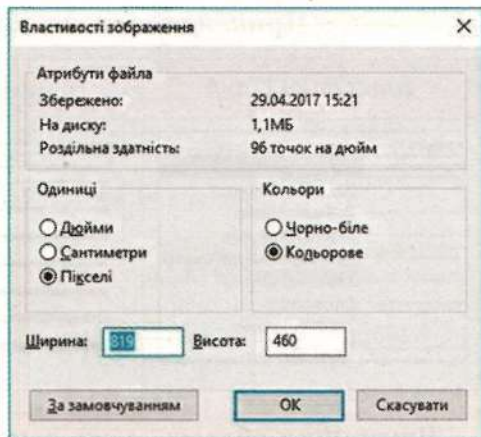 Властивості зображення
Атрибути файла
Збережено: 29.04.2017 15:21
На диску: 1,1МБ
Роздільна здатність: 96 точок на дюйм
Одиниці Кольори
Дюйми Чорно-біле
Сантиметри Кольорове
Пікселі
Ширина: 819 Висота: 460
За замовчуванням ОК Скасувати